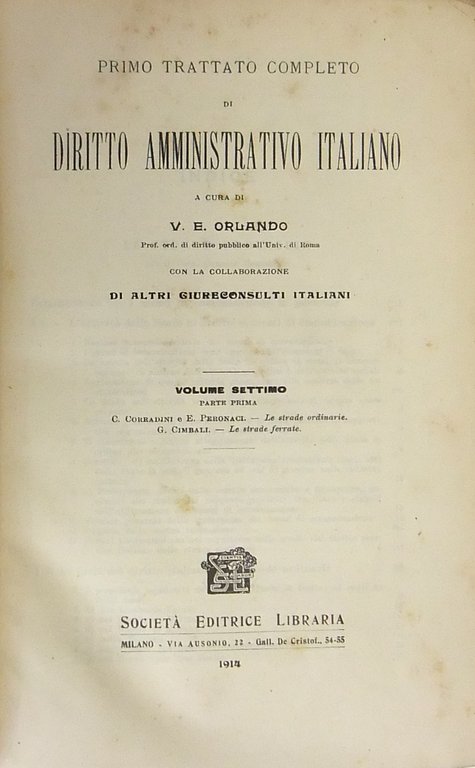 PRIMO TRATTATO COMPLETO
DI
DIRITTO AMMINISTRATIVO ITALIANO
A CURA DI
V. E. ORLANDO
Prof. ord. di diritto pubblico all'Univ. di Roma
CON LA COLLABORAZIONE
DI ALTRI GIURECONSULTI ITALIANI
VOLUME SETTIMO
PARTE PRIMA
C. CORRADINI e E. PERONACI. — Le strade ordinarie.
G. CIMBALI. — Le strade ferrate.
SOCIETÀ EDITRICE LIBRARIA
MILANO - VIA AUSONIO, 22 - Gall. De Cristof., 54-55
1914